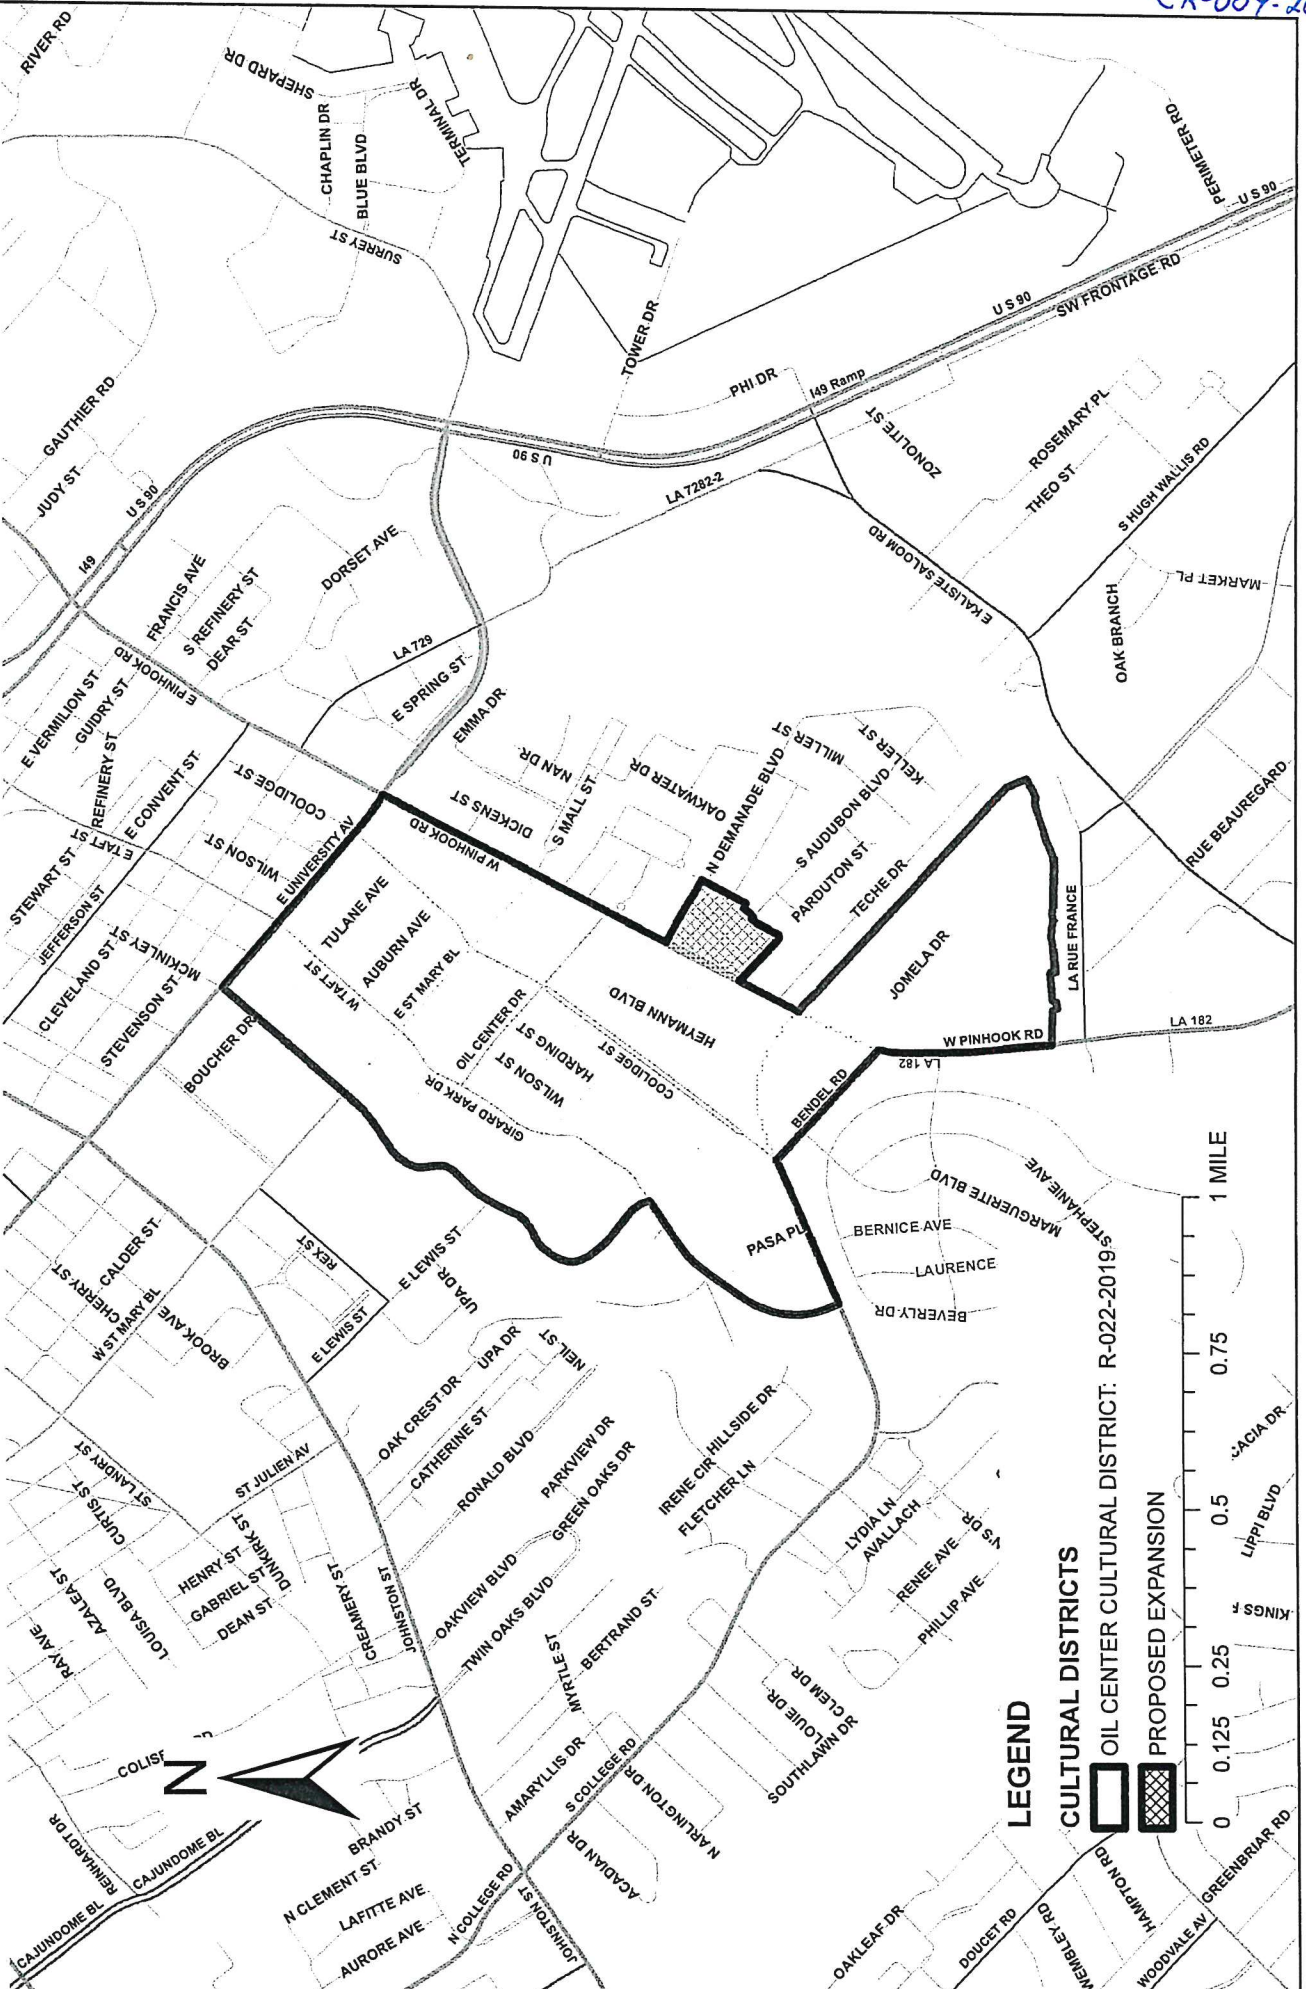 RIVER RD
SHEPARD DR
CHAPLIN DR
BLUE BLVD
TERMINAL DR
SURREY ST
PERIMETER RD
U S 90
GAUTHIER RD
JUDY ST
U S 90
I49
TOWER DR
U S 90
SW FRONTAGE RD
PHI DR
I49 Ramp
U S 90
LA 7282-2
ZONOLITE ST
ROSEMARY PL
THEO ST
S HUGH WALLIS RD
FRANCIS AVE
S REFINERY ST
DEAR ST
DORSET AVE
E PINHOOK RD
LA 729
E SPRING ST
EMMA DR
E KALISTE SALOOM RD
OAK BRANCH
MARKET PL
E VERMILION ST
GUIDRY ST
REFINERY ST
E CONVENT ST
E TAFT ST
COOLIDGE ST
WILSON ST
E UNIVERSITY AV
STEWART ST
JEFFERSON ST
CLEVELAND ST
MCKINLEY ST
STEVENSON ST
BOUCHER DR
W PINHOOK RD
DICKENS ST
NAN DR
S MALL ST
OAKWATER DR
N DEMANADE BLVD
MILLER ST
KELLER ST
S AUDUBON BLVD
PARDUTON ST
TECHE DR
RUE BEAUREGARD
TULANE AVE
AUBURN AVE
W TAFT ST
E ST MARY BL
OIL CENTER DR
HARDING ST
WILSON ST
COOLIDGE ST
HEYMANN BLVD
GIRARD PARK DR
JOMELA DR
LA RUE FRANCE
W PINHOOK RD
LA 182
LA 182
BENDEL RD
PASA PL
BERNICE AVE
LAURENCE
BEVERLY DR
MARGUERITE BLVD
STEPHANIE AVE
CALDER ST
CHERRY ST
W ST MARY BL
BROOK AVE
REX ST
E LEWIS ST
E LEWIS ST
UPA DR
UPA DR
NEIL ST
OAK CREST DR
CATHERINE ST
RONALD BLVD
PARKVIEW DR
GREEN OAKS DR
IRENE CIR
HILLSIDE DR
FLETCHER LN
ST LANDRY ST
CURTIS ST
ST JULIEN AV
AZALEA ST
RAY AVE
LOUISA BLVD
HENRY ST
GABRIEL ST
DEAN ST
DUNKIRK ST
CREAMERY ST
JOHNSTON ST
OAKVIEW BLVD
TWIN OAKS BLVD
MYRTLE ST
BERTRAND ST
LYDIA LN
AVALLACH
RENEE AVE
PHILLIP AVE
AMARYLLIS DR
S COLLEGE RD
N ARLINGTON DR
ACADIAN DR
LOUIE DR
CLEM DR
SOUTHLAWN DR
N
REINHARDT DR
CAJUNDOME BL
CAJUNDOME BL
BRANDY ST
N CLEMENT ST
LAFITTE AVE
AURORE AVE
N COLLEGE RD
JOHNSTON ST
OAKLEAF DR
DOUCET RD
WEMBLEY RD
HAMPTON RD
WOODVALE AV
GREENBRIAR RD
LIPPI BLVD
LEGEND
CULTURAL DISTRICTS
OIL CENTER CULTURAL DISTRICT: R-022-2019
PROPOSED EXPANSION
0 0.125 0.25 0.5 0.75 1 MILE